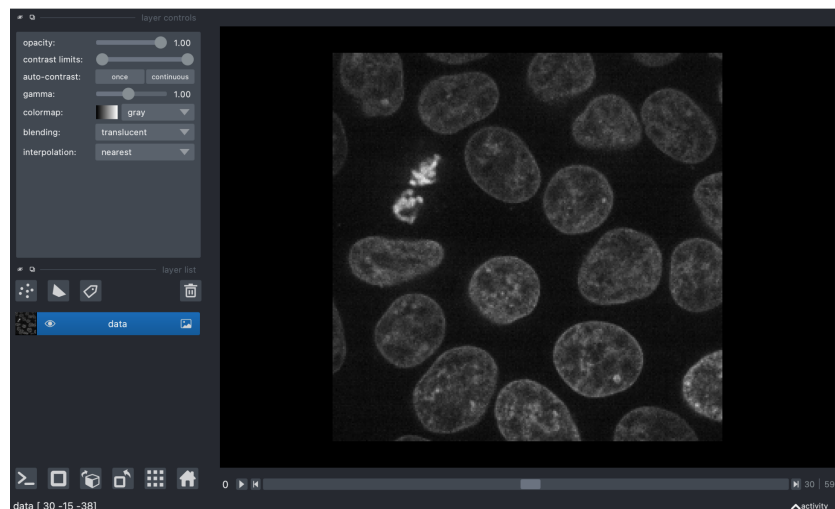 layer controls
opacity: 1.00
contrast limits:
auto-contrast: once continuous
gamma: 1.00
colormap: gray
blending: translucent
interpolation: nearest
layer list
data
0 30 | 59
data [ 30 -15 -38]
activity